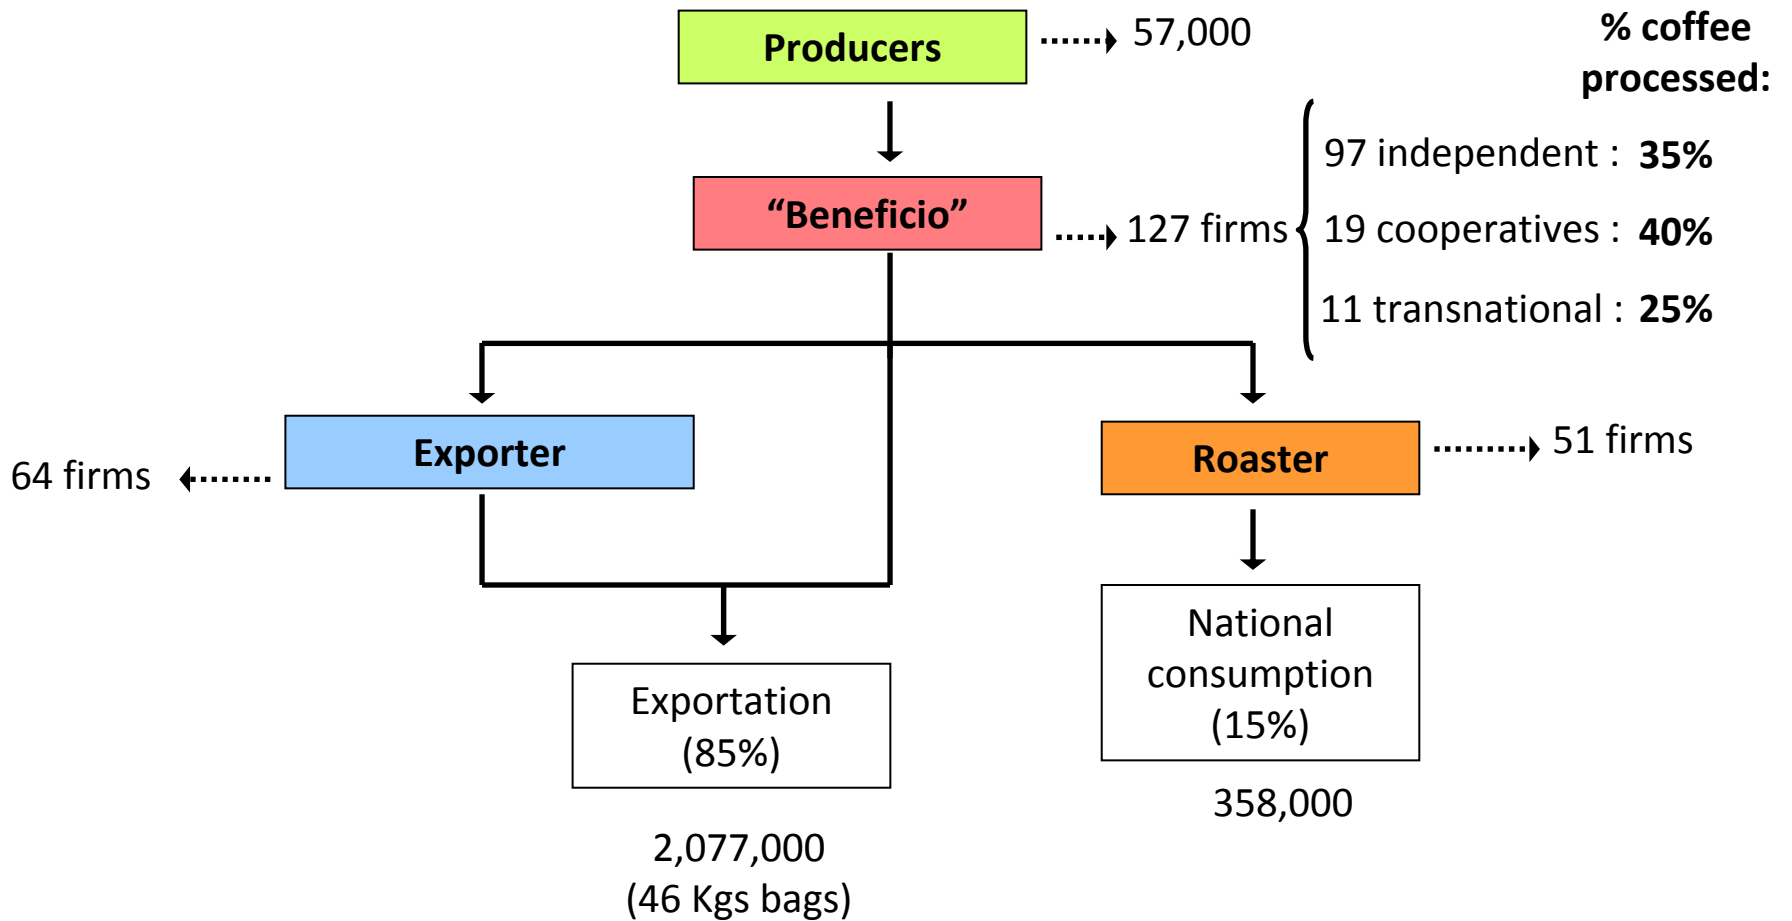 Producers
57,000
% coffee
processed:
“Beneficio”
127 firms
97 independent : 35%
19 cooperatives : 40%
11 transnational : 25%
Exporter
64 firms
Roaster
51 firms
Exportation
(85%)
2,077,000
(46 Kgs bags)
National
consumption
(15%)
358,000